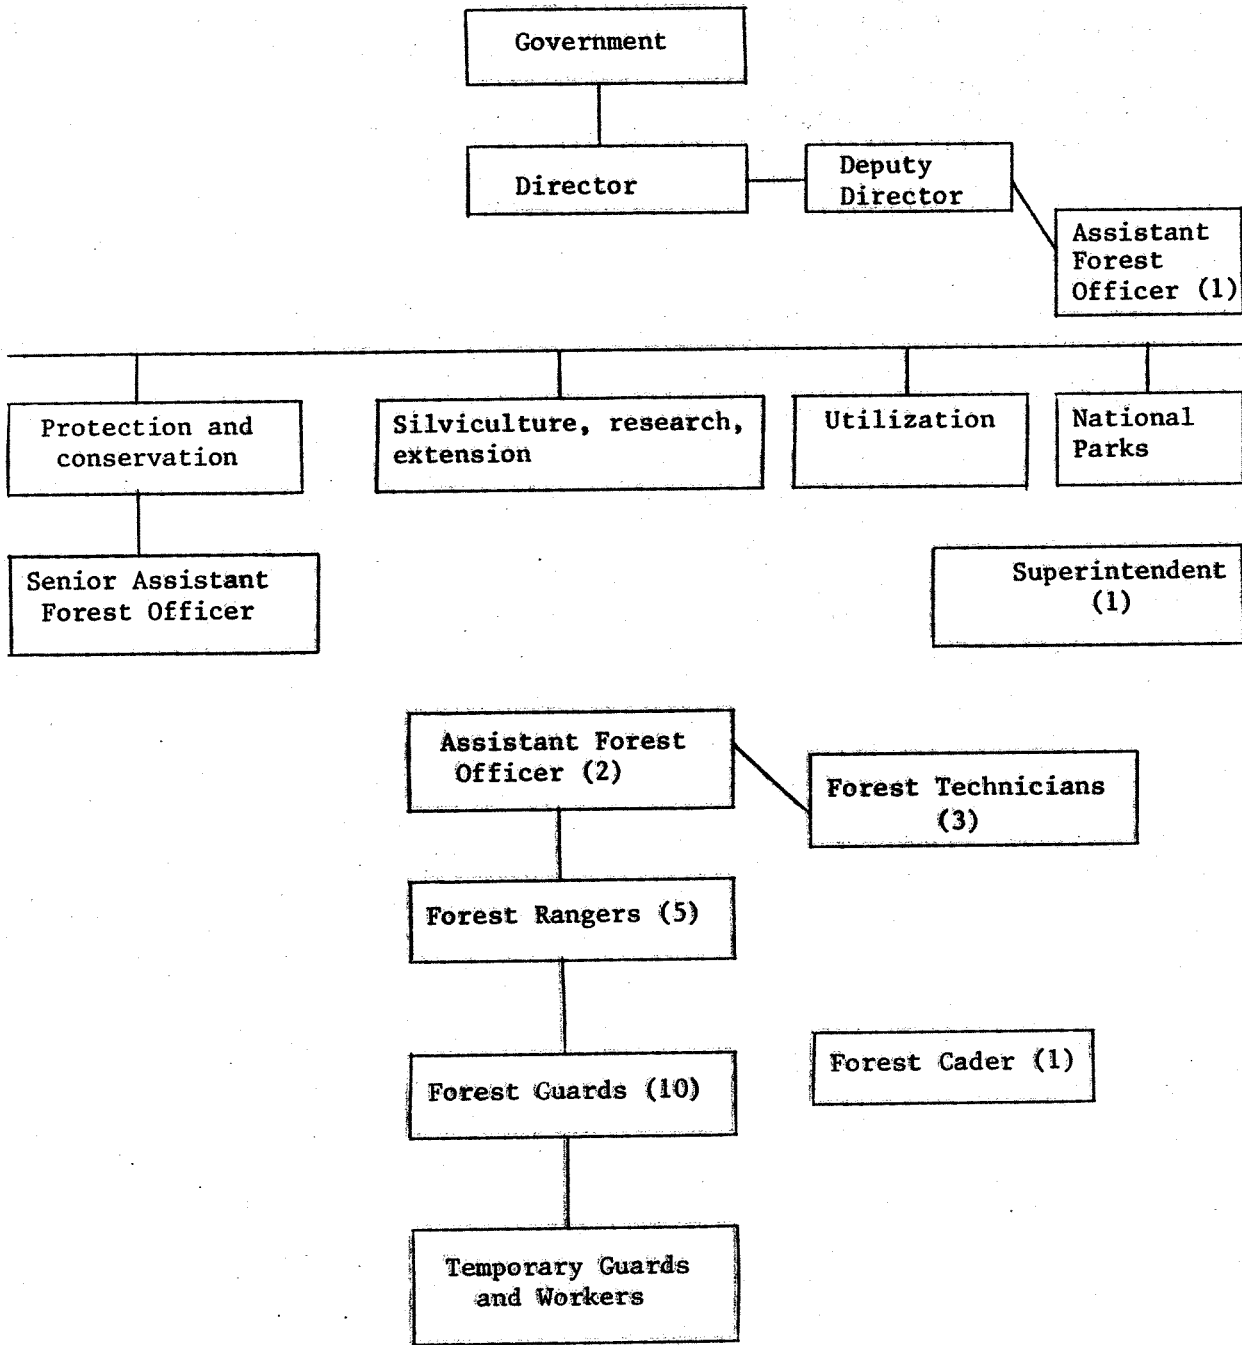 Government
Director
Deputy
Director
Assistant
Forest
Officer (1)
Protection and
conservation
Silviculture, research,
extension
Utilization
National
Parks
Senior Assistant
Forest Officer
Superintendent
(1)
Assistant Forest
Officer (2)
Forest Technicians
(3)
Forest Rangers (5)
Forest Guards (10)
Forest Cader (1)
Temporary Guards
and Workers